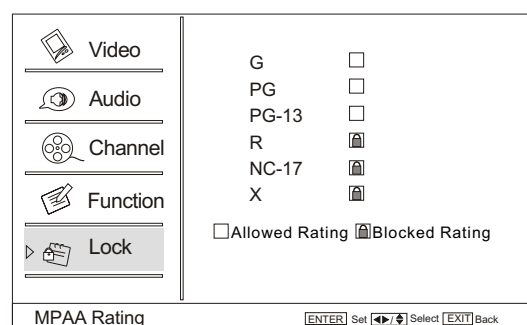 Video
Audio
Channel
Function
Lock
G
PG
PG-13
R
NC-17
X
Allowed Rating Blocked Rating
MPAA Rating
ENTER Set / Select EXIT Back